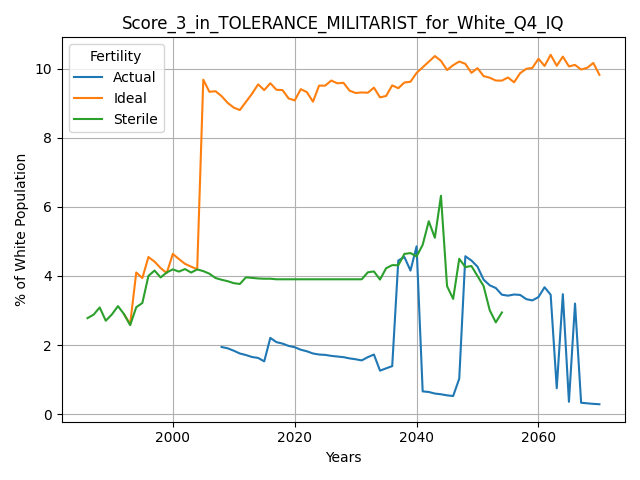 Score_3_in_TOLERANCE_MILITARIST_for_White_Q4_IQ
Fertility
Actual
Ideal
Sterile
% of White Population
10
8
6
4
2
0
2000 2020 2040 2060
Years